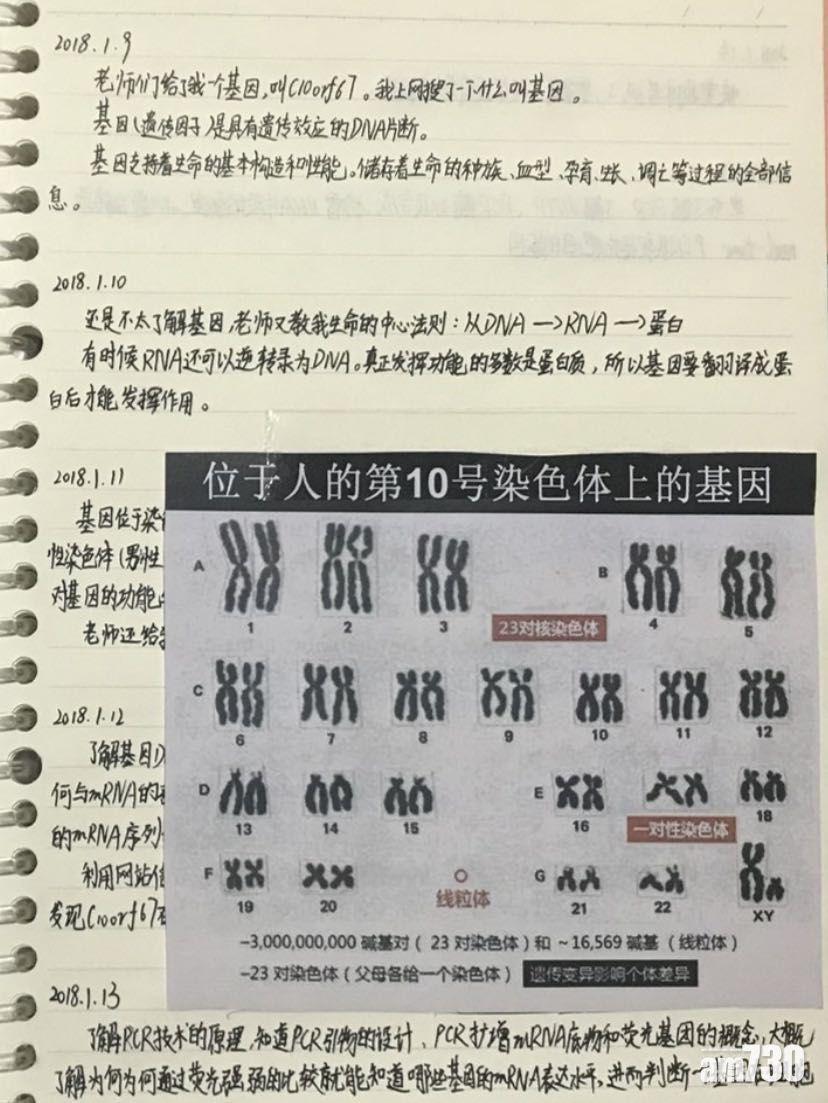 2018.1.9
老师们给了我一个基因,叫C10orf67。我上网搜了一下什么叫基因。
基因(遗传因子)是具有遗传效应的DNA片断。
基因支持着生命的基本构造和性能。储存着生命的种族、血型、孕育、生长、凋亡等过程的全部信
息。
2018.1.10
还是不太了解基因,老师又教我生命的中心法则:从DNA→RNA→蛋白
有时候RNA还可以逆转录为DNA。真正发挥功能的多数是蛋白质,所以基因要翻译成蛋
白后才能发挥作用。
2018.1.11
基因位于染
性染色体(男性
对基因的功能
老师还给
位于人的第10号染色体上的基因
A
1
2
3
B
4
5
23对核染色体
C
6
7
8
9
10
11
12
D
13
14
15
E
16
18
一对性染色体
F
19
20
线粒体
G
21
22
XY
–3,000,000,000 碱基对( 23 对染色体)和 ~16,569 碱基(线粒体)
–23 对染色体(父母各给一个染色体) 遗传变异影响个体差异
2018.1.12
了解基因D
何与mRNA的
的mRNA序列
利用网站
发现C10orf67
2018.1.13
了解PCR技术的原理,知道PCR引物的设计、PCR扩增mRNA底物和荧光基因的概念,大概
了解为何为何通过荧光强弱的比较就能知道哪些基因的mRNA表达水平,进而判断一
am730